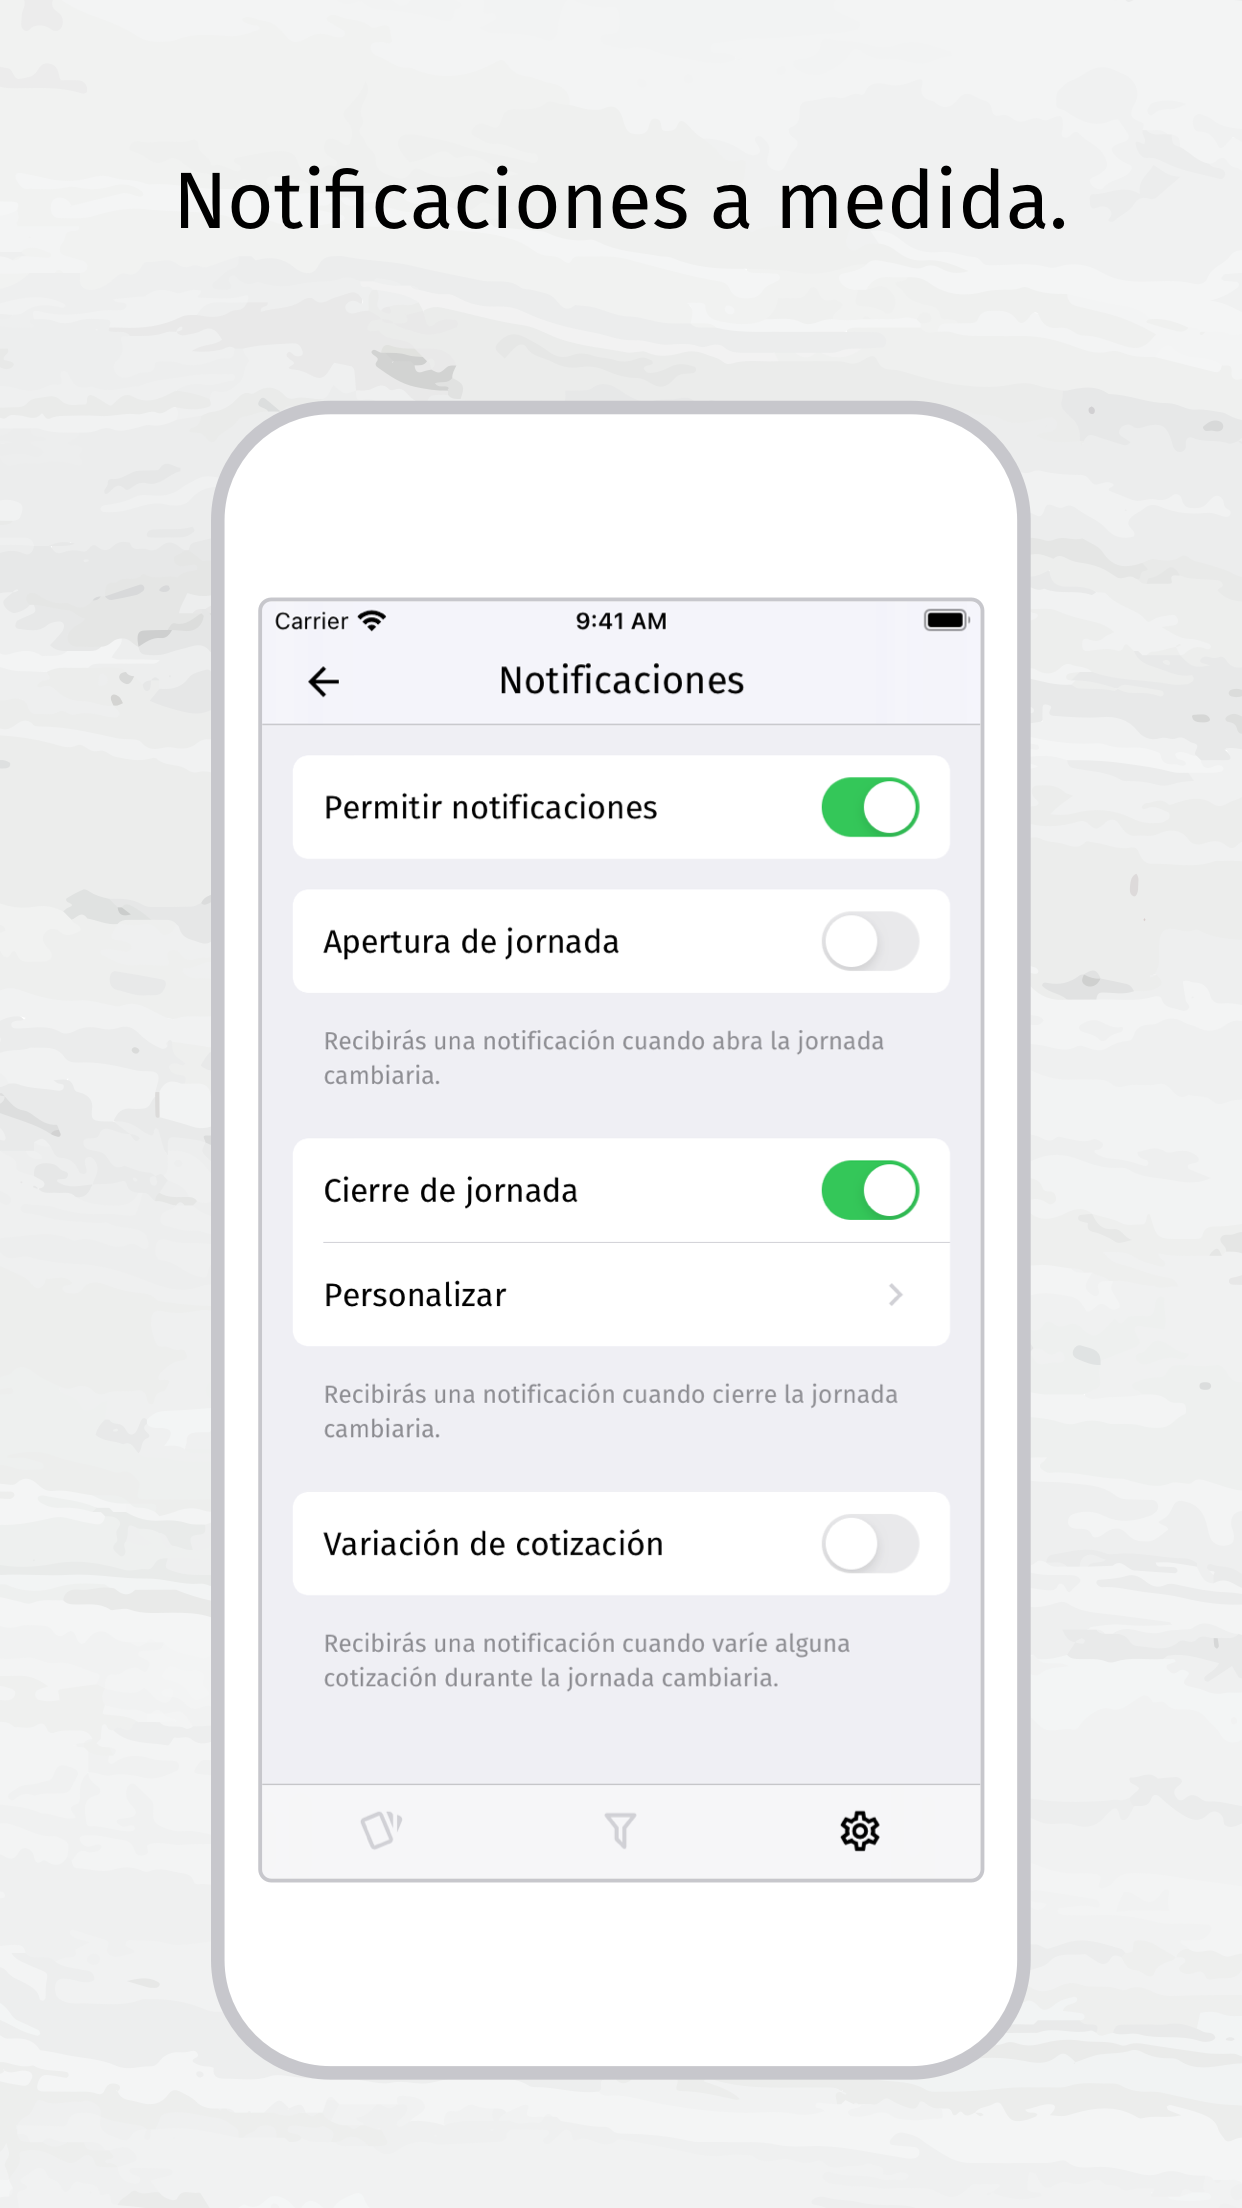 Notificaciones a medida.
Carrier 9:41 AM
Notificaciones
Permitir notificaciones
Apertura de jornada
Recibirás una notificación cuando abra la jornada
cambiaria.
Cierre de jornada
Personalizar
Recibirás una notificación cuando cierre la jornada
cambiaria.
Variación de cotización
Recibirás una notificación cuando varíe alguna
cotización durante la jornada cambiaria.